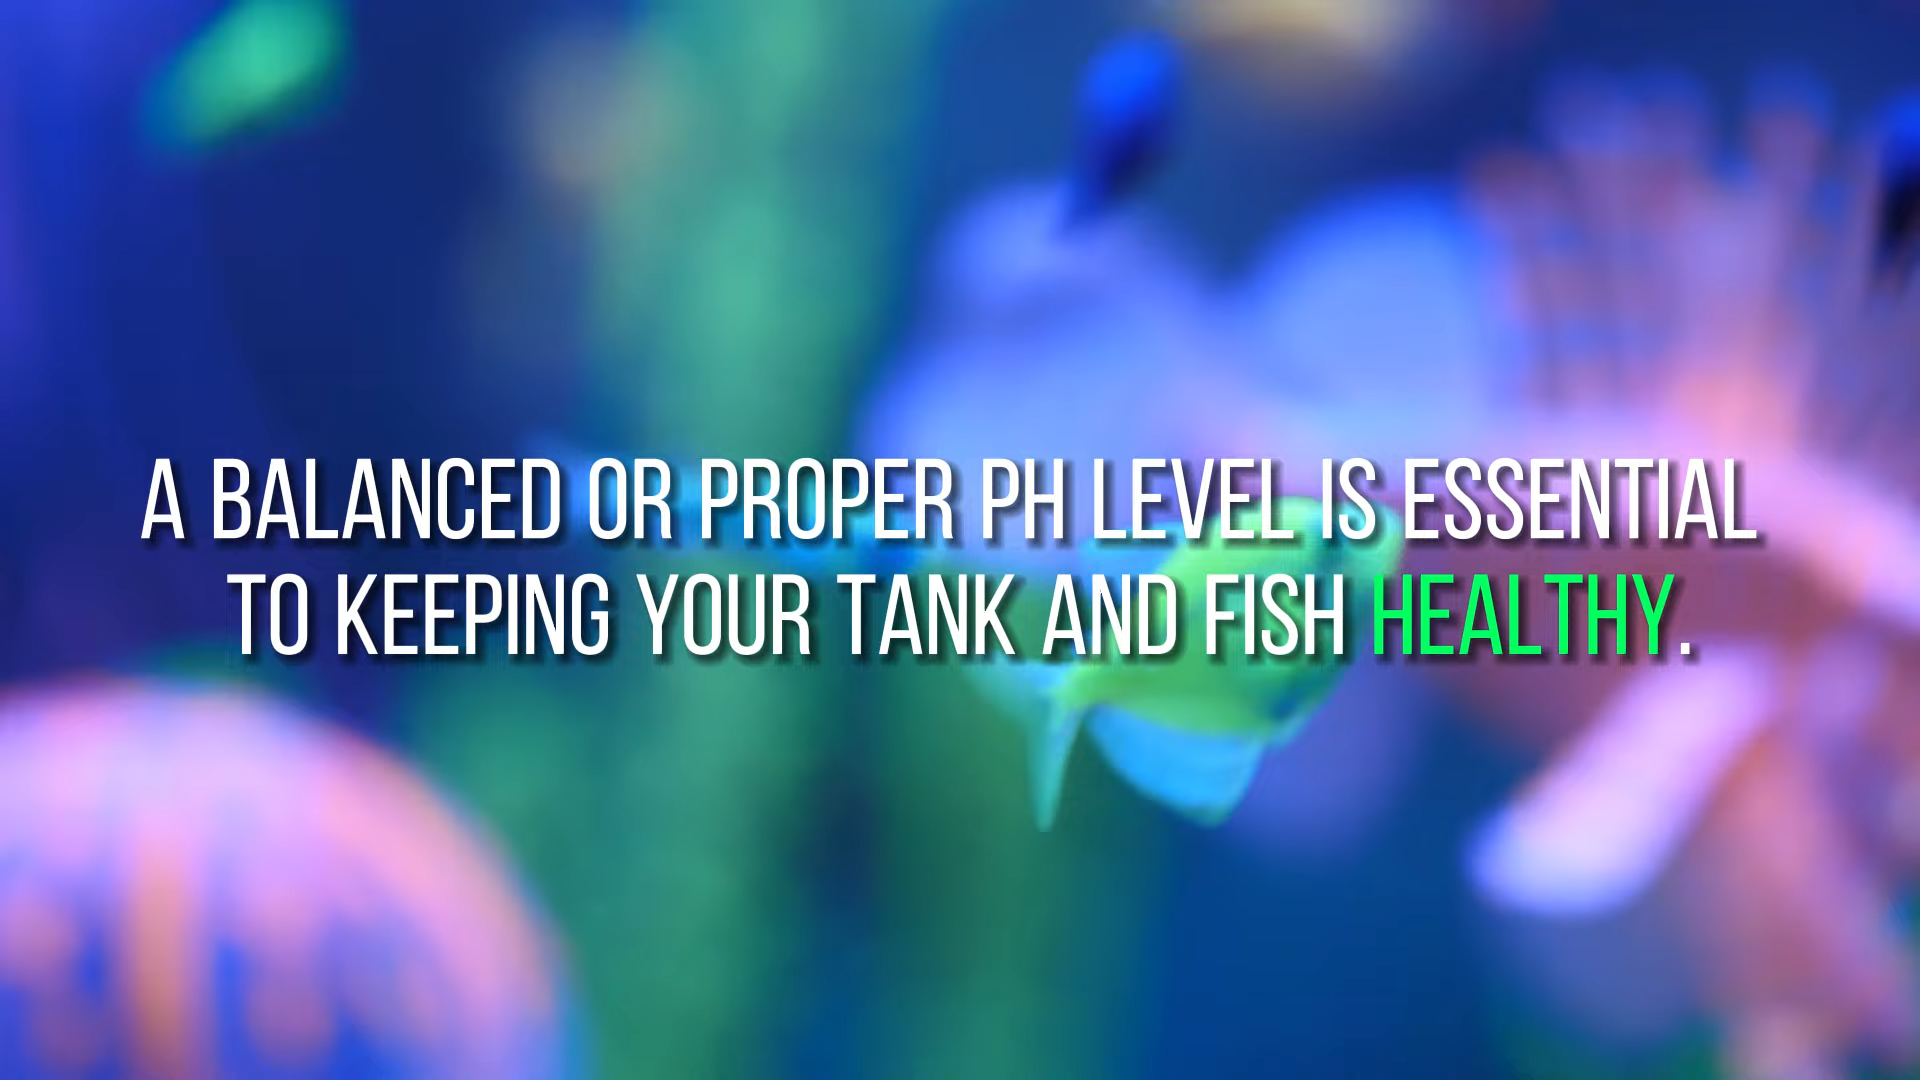 A BALANCED OR PROPER PH LEVEL IS ESSENTIAL
TO KEEPING YOUR TANK AND FISH HEALTHY.